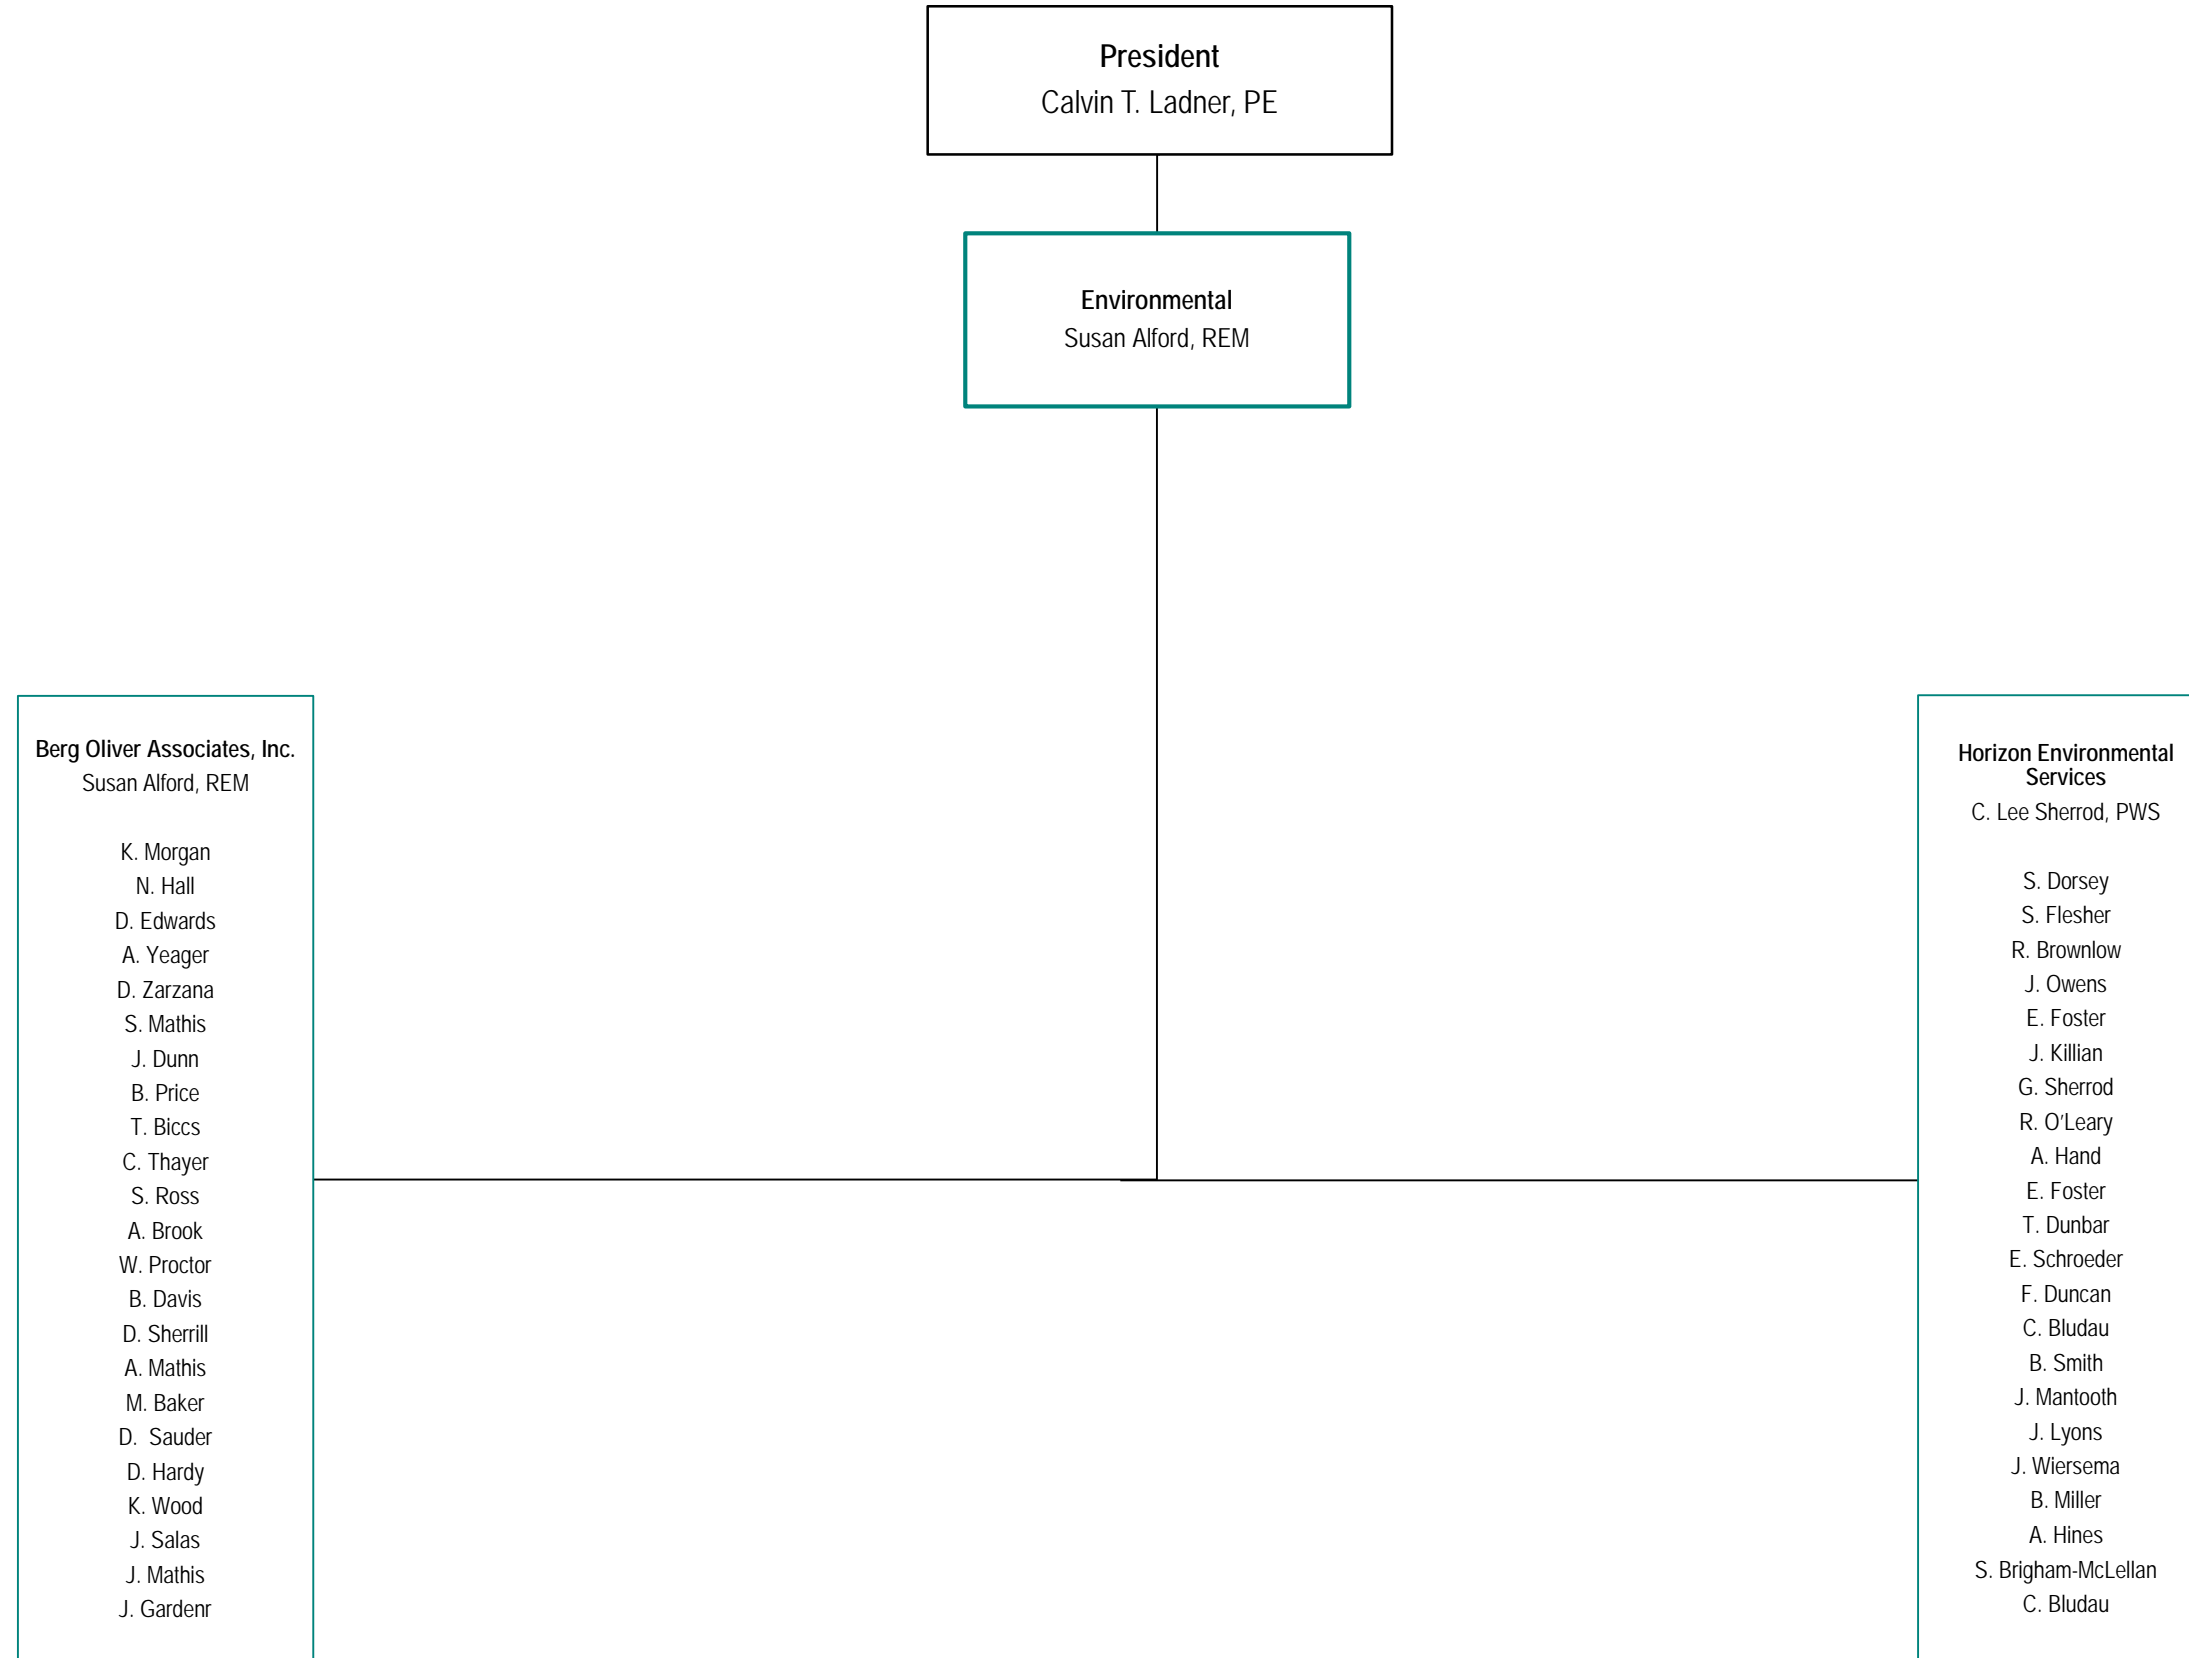 President
Calvin T. Ladner, PE
Environmental
Susan Alford, REM
Berg Oliver Associates, Inc.
Susan Alford, REM
K. Morgan
N. Hall
D. Edwards
A. Yeager
D. Zarzana
S. Mathis
J. Dunn
B. Price
T. Biccs
C. Thayer
S. Ross
A. Brook
W. Proctor
B. Davis
D. Sherrill
A. Mathis
M. Baker
D. Sauder
D. Hardy
K. Wood
J. Salas
J. Mathis
J. Gardenr
Horizon Environmental
Services
C. Lee Sherrod, PWS
S. Dorsey
S. Flesher
R. Brownlow
J. Owens
E. Foster
J. Killian
G. Sherrod
R. O'Leary
A. Hand
E. Foster
T. Dunbar
E. Schroeder
F. Duncan
C. Bludau
B. Smith
J. Mantooth
J. Lyons
J. Wiersema
B. Miller
A. Hines
S. Brigham-McLellan
C. Bludau